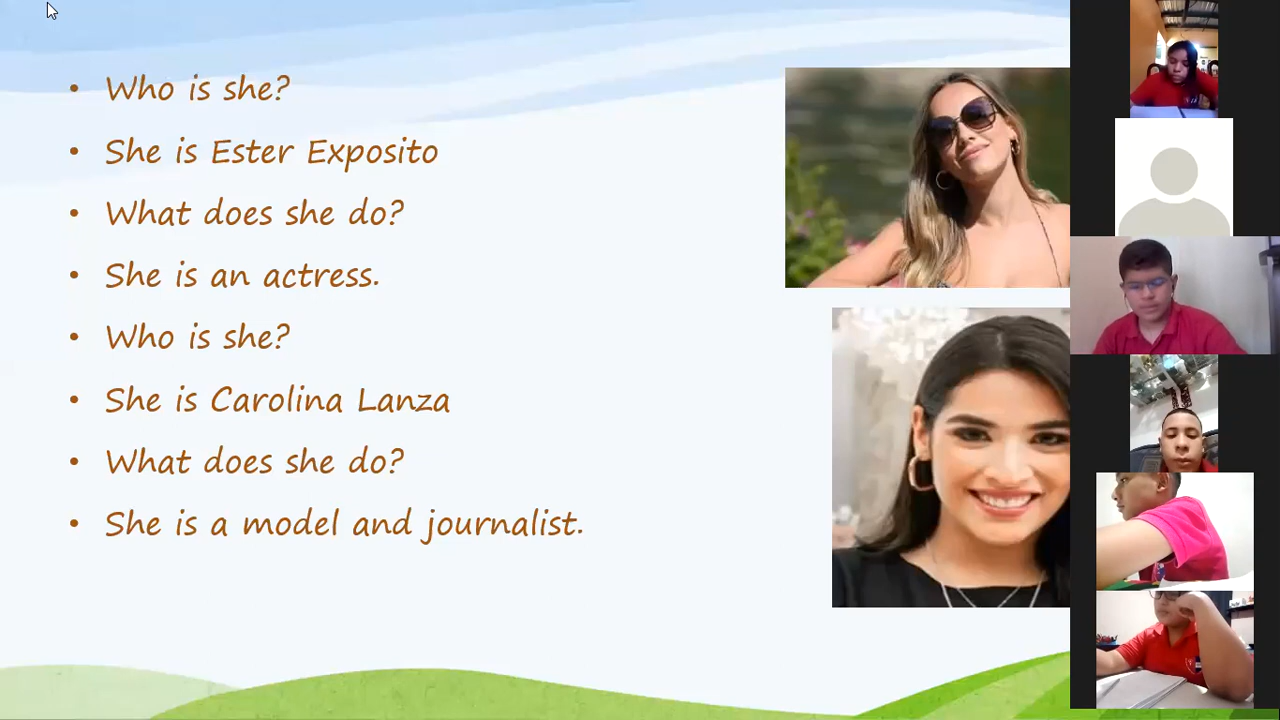 • Who is she?
• She is Ester Exposito
• What does she do?
• She is an actress.
• Who is she?
• She is Carolina Lanza
• What does she do?
• She is a model and journalist.